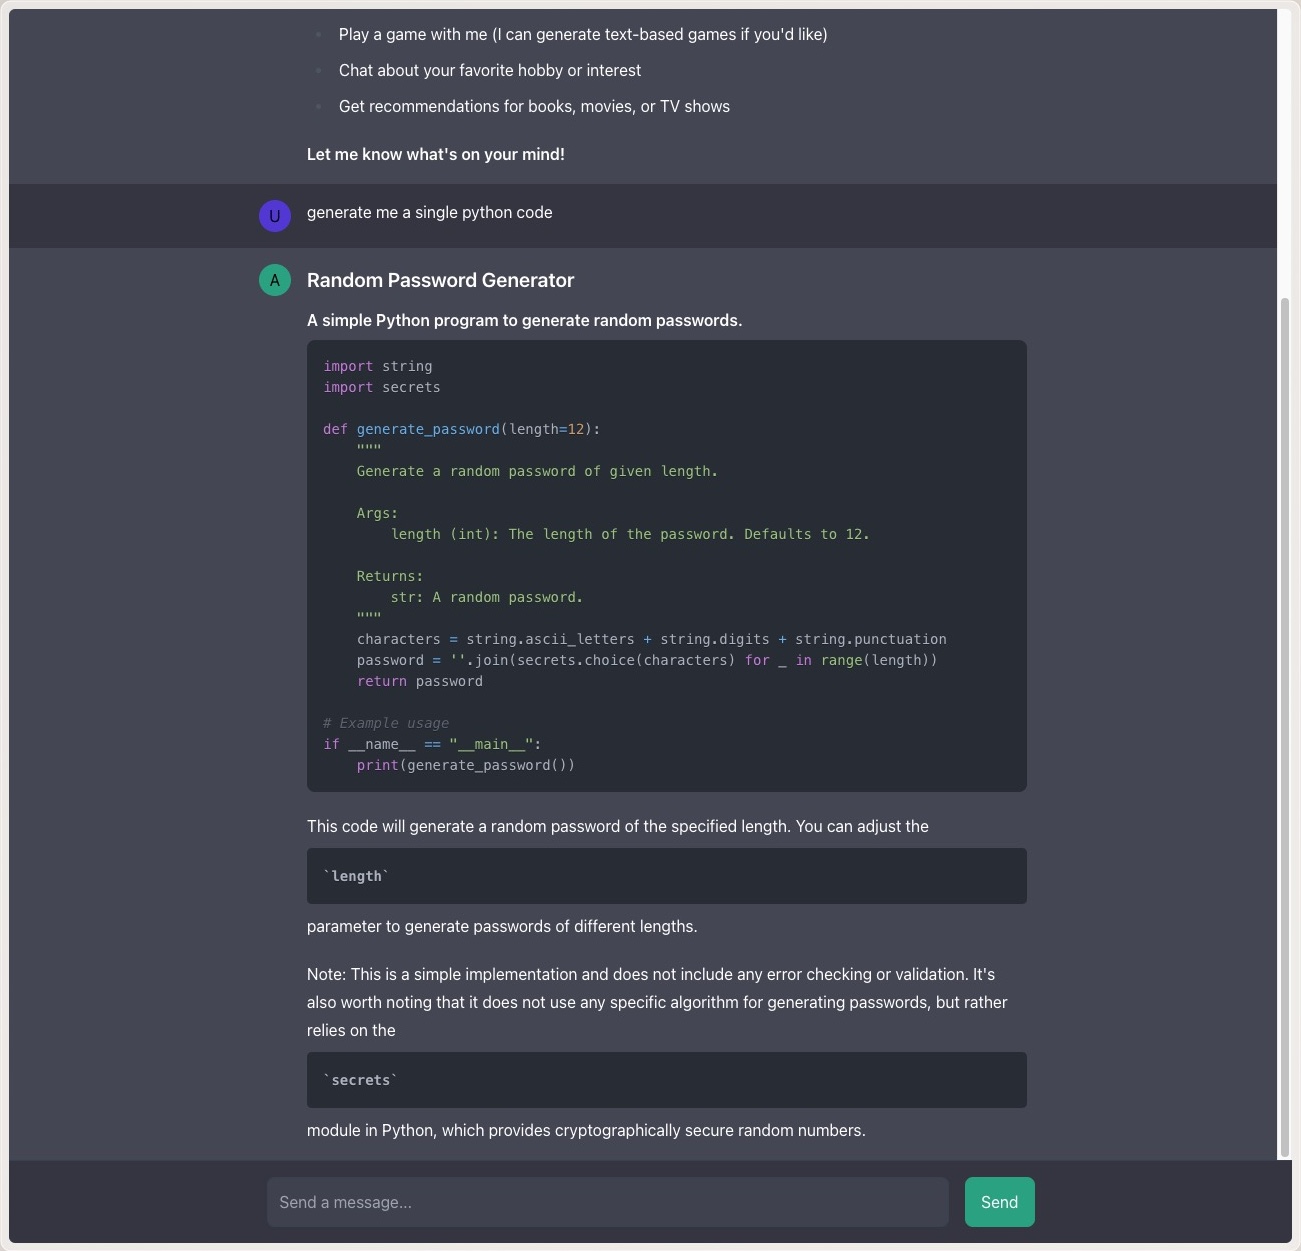 Play a game with me (I can generate text-based games if you'd like)
Chat about your favorite hobby or interest
Get recommendations for books, movies, or TV shows
Let me know what's on your mind!
U
generate me a single python code
A
Random Password Generator
A simple Python program to generate random passwords.
import string
import secrets
def generate_password(length=12):
    """
    Generate a random password of given length.
    Args:
        length (int): The length of the password. Defaults to 12.
    Returns:
        str: A random password.
    """
    characters = string.ascii_letters + string.digits + string.punctuation
    password = ''.join(secrets.choice(characters) for _ in range(length))
    return password
# Example usage
if __name__ == "__main__":
    print(generate_password())
This code will generate a random password of the specified length. You can adjust the
`length`
parameter to generate passwords of different lengths.
Note: This is a simple implementation and does not include any error checking or validation. It's
also worth noting that it does not use any specific algorithm for generating passwords, but rather
relies on the
`secrets`
module in Python, which provides cryptographically secure random numbers.
Send a message...
Send